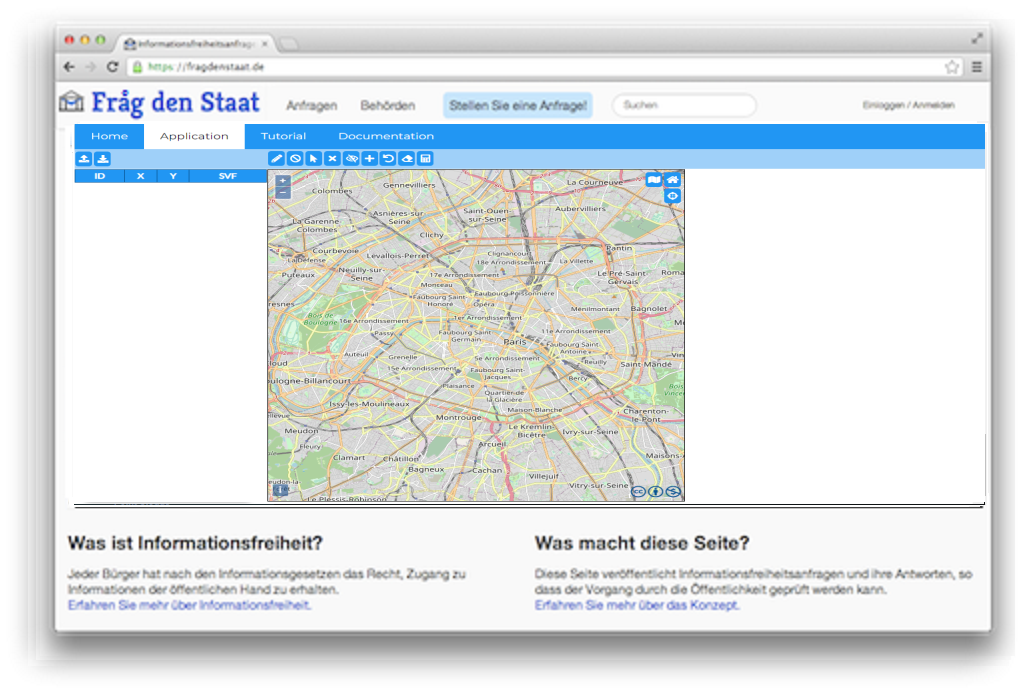 Informationsfreiheitsanfrag
https://fragdenstaat.de
Fråg den Staat
Anfragen
Behörden
Stellen Sie eine Anfrage!
Suchen
Einloggen / Anmelden
Home
Application
Tutorial
Documentation
ID
X
Y
SVF
+
−
Gennevilliers
La Courneuve
Colombes
Aubervilliers
Asnières-sur-
Seine
Saint-Ouen-
sur-Seine
La Garenne-
Colombes
Clichy
Pantin
Courbevoie
Levallois-Perret
Clignancourt
La Défense
18e Arrondissement
La Villette
Puteaux
Neuilly-sur-
Seine
17e Arrondissement
Le Pré-Saint-
Gervais
Roma
Monceau
Faubourg Saint-
Honoré
Faubourg-Poissonnière
Opéra
resnes
Bois de
Boulogne
16e Arrondissement
1er Arrondissement
Ménilmontant
Bagnolet
Passy
Faubourg Saint-
Germain
11e Arrondissement
Paris
Faubourg Saint-
Antoine
Auteuil
Grenelle
5e Arrondissement
Reuilly
Saint-Mandé
Vin
loud
15e Arrondissement
Faubourg Saint-
Jacques
Bercy
ulogne-Billancourt
Plaisance
Quartier-de
la Glacière
Bois
Vincen
Issy-les-Moulineaux
Maison-Blanche
Charenton-
le-Pont
llevue
Montrouge
Le Kremlin-
Bicêtre
Ivry-sur-Seine
Meudon
Fleury
Arcueil
Clamart
Châtillon
Maisons-
Bagneux
Cachan
Villejuif
eudon-la
Vitry-sur-Seine
Le Plessis-Robinson
i
Was ist Informationsfreiheit?
Jeder Bürger hat nach den Informationsgesetzen das Recht, Zugang zu
Informationen der öffentlichen Hand zu erhalten.
Erfahren Sie mehr über Informationsfreiheit.
Was macht diese Seite?
Diese Seite veröffentlicht Informationsfreiheitsanfragen und ihre Antworten, so
dass der Vorgang durch die Öffentlichkeit geprüft werden kann.
Erfahren Sie mehr über das Konzept.